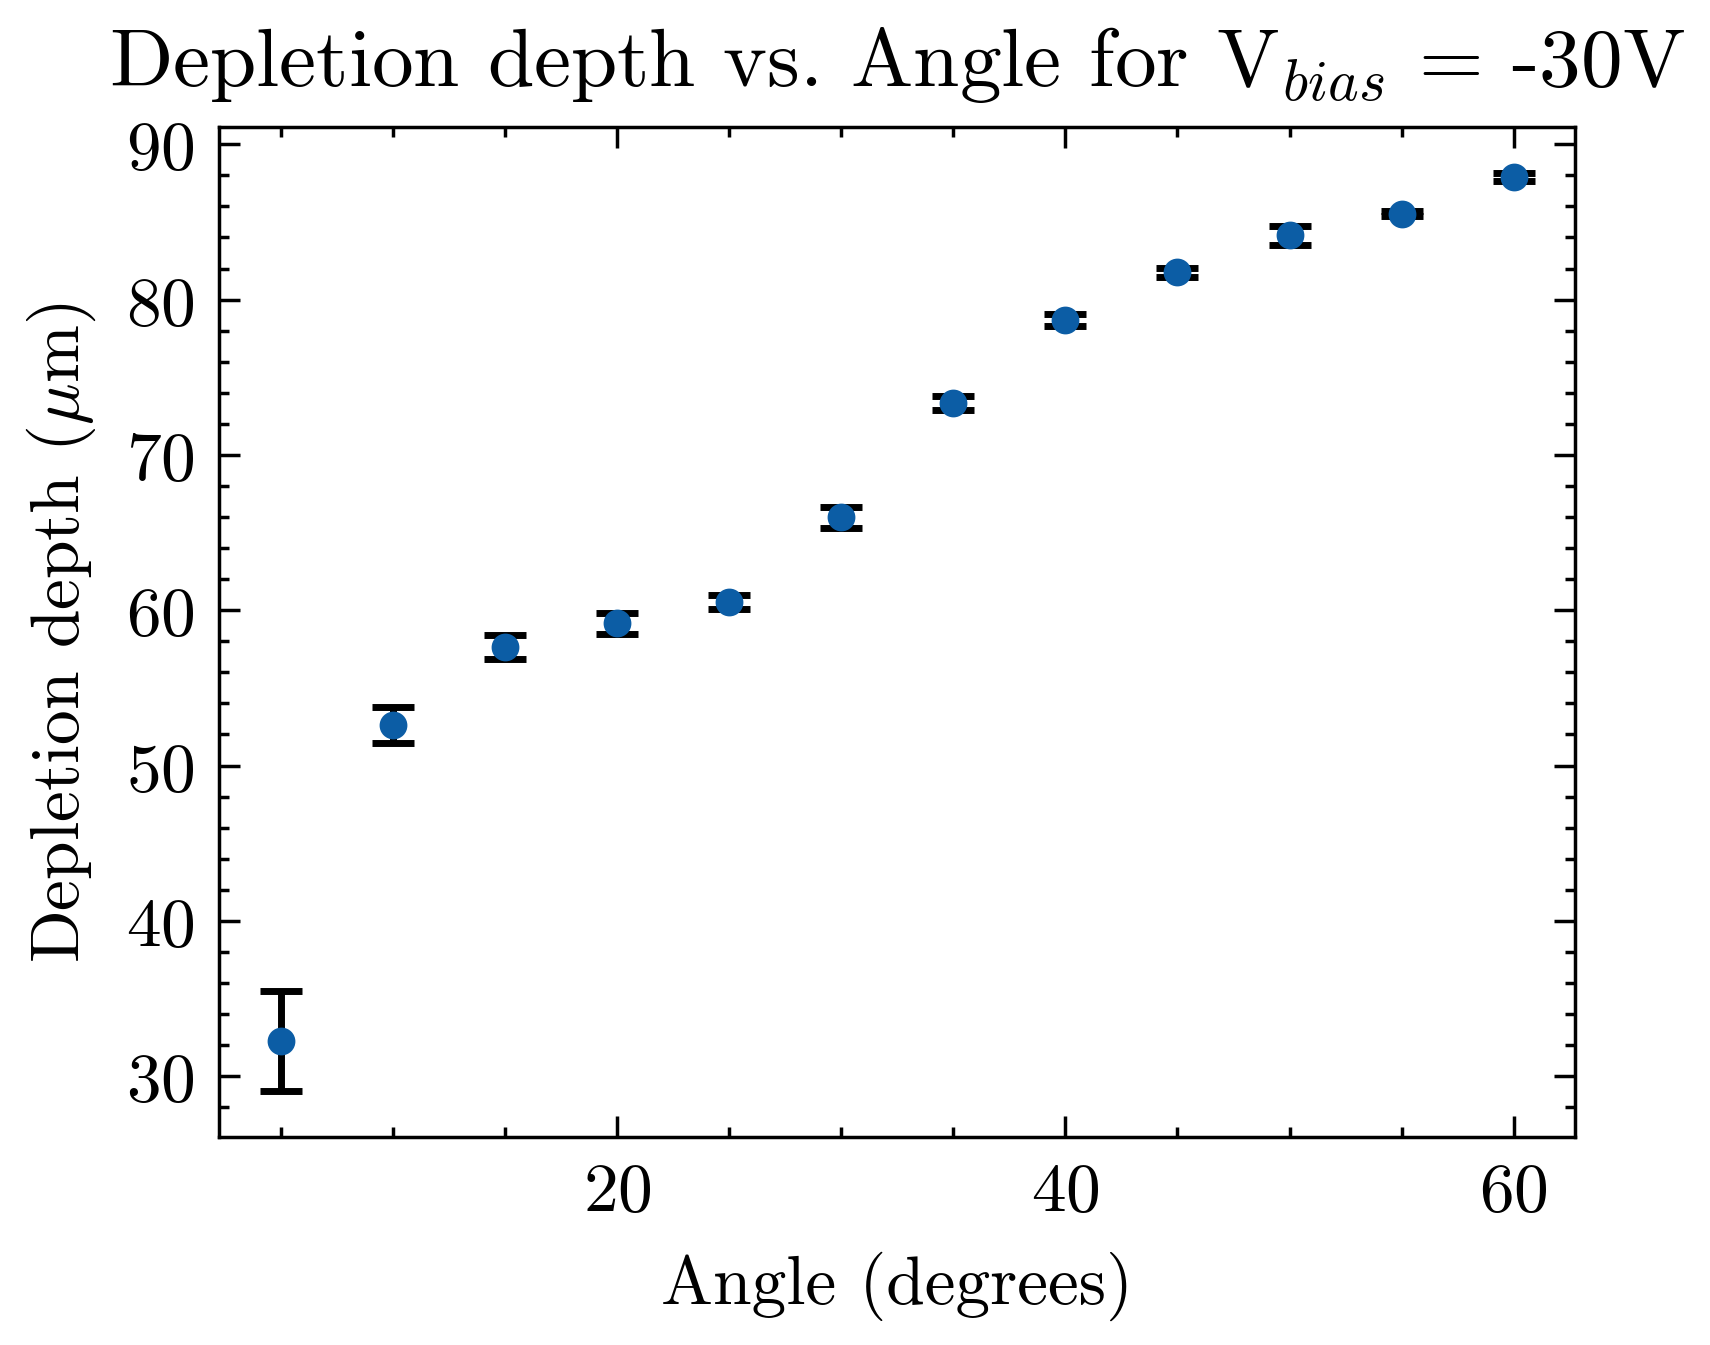 Depletion depth vs. Angle for V_bias = -30V
90
80
70
60
50
40
30
Depletion depth (μm)
20 40 60
Angle (degrees)